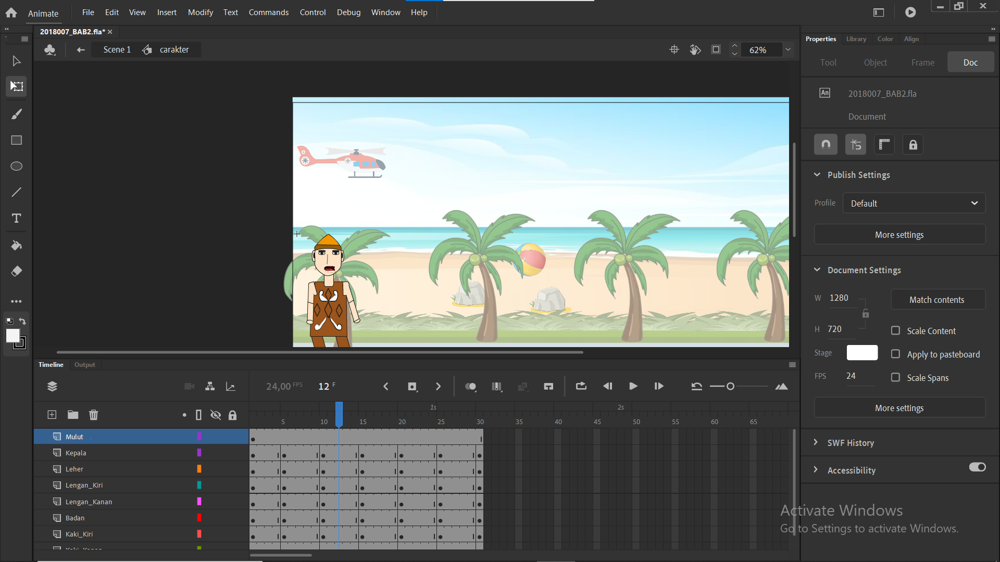 Animate File Edit View Insert Modify Text Commands Control Debug Window Help
2018007_BAB2.fla*
Scene 1 carakter 62%
Properties Library Color Align
Tool Object Frame Doc
An 2018007_BAB2.fla
Document
Publish Settings
Profile Default
More settings
Document Settings
W 1280 Match contents
H 720 Scale Content
Stage Apply to pasteboard
FPS 24 Scale Spans
More settings
SWF History
Accessibility
Timeline Output
24,00 FPS 12 F
1s 2s
5 10 15 20 25 30 35 40 45 50 55 60 65
Mulut
Kepala
Leher
Lengan_Kiri
Lengan_Kanan
Badan
Kaki_Kiri
Kaki_Kanan
Activate Windows
Go to Settings to activate Windows.